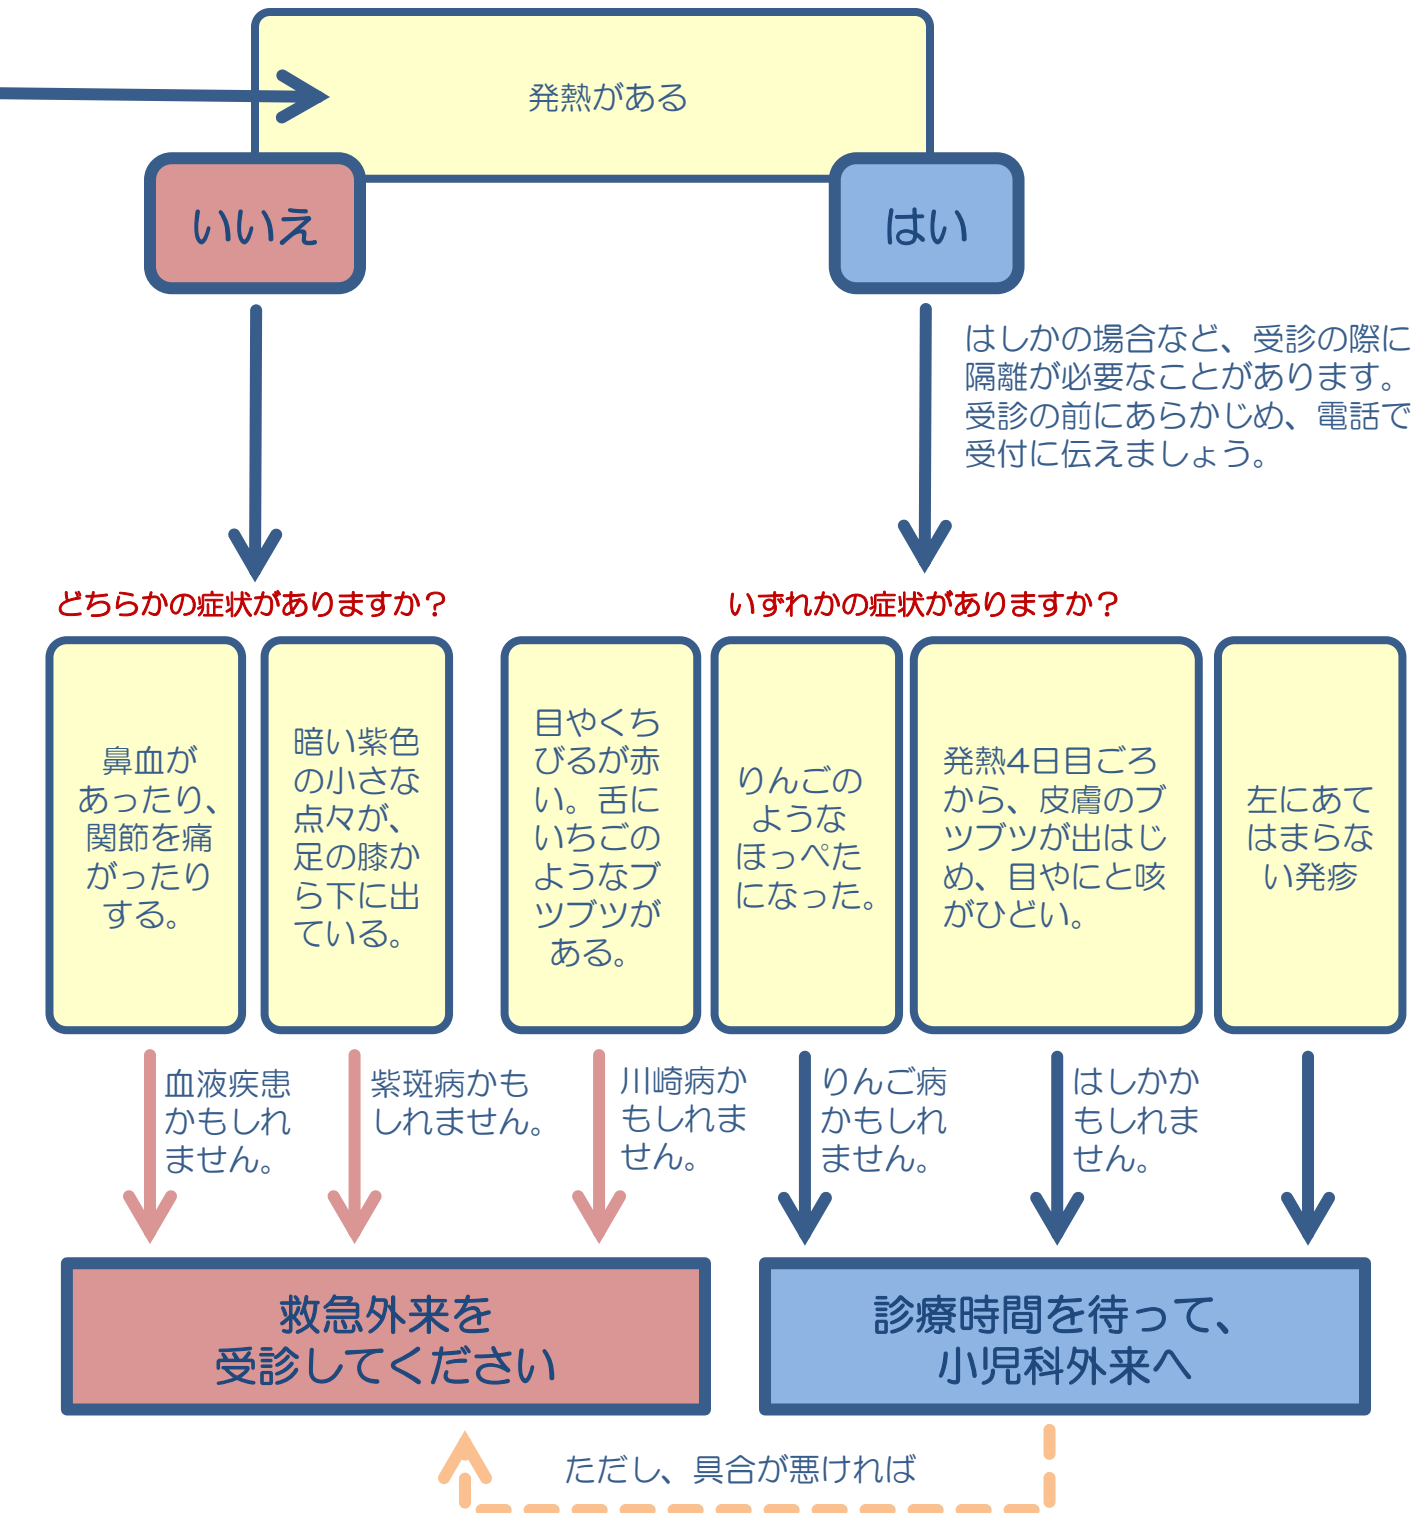 発熱がある
いいえ
はい
はしかの場合など、受診の際に
隔離が必要なことがあります。
受診の前にあらかじめ、電話で
受付に伝えましょう。
どちらかの症状がありますか？
いずれかの症状がありますか？
鼻血が
あったり、
関節を痛
がったり
する。
暗い紫色
の小さな
点々が、
足の膝か
ら下に出
ている。
目やくち
びるが赤
い。舌に
いちごの
ようなブ
ツブツが
ある。
りんごの
ような
ほっぺた
になった。
発熱4日目ごろ
から、皮膚のブ
ツブツが出はじ
め、目やにと咳
がひどい。
左にあて
はまらな
い発疹
血液疾患
かもしれ
ません。
紫斑病かも
しれません。
川崎病か
もしれま
せん。
りんご病
かもしれ
ません。
はしかか
もしれま
せん。
救急外来を
受診してください
診療時間を待って、
小児科外来へ
ただし、具合が悪ければ